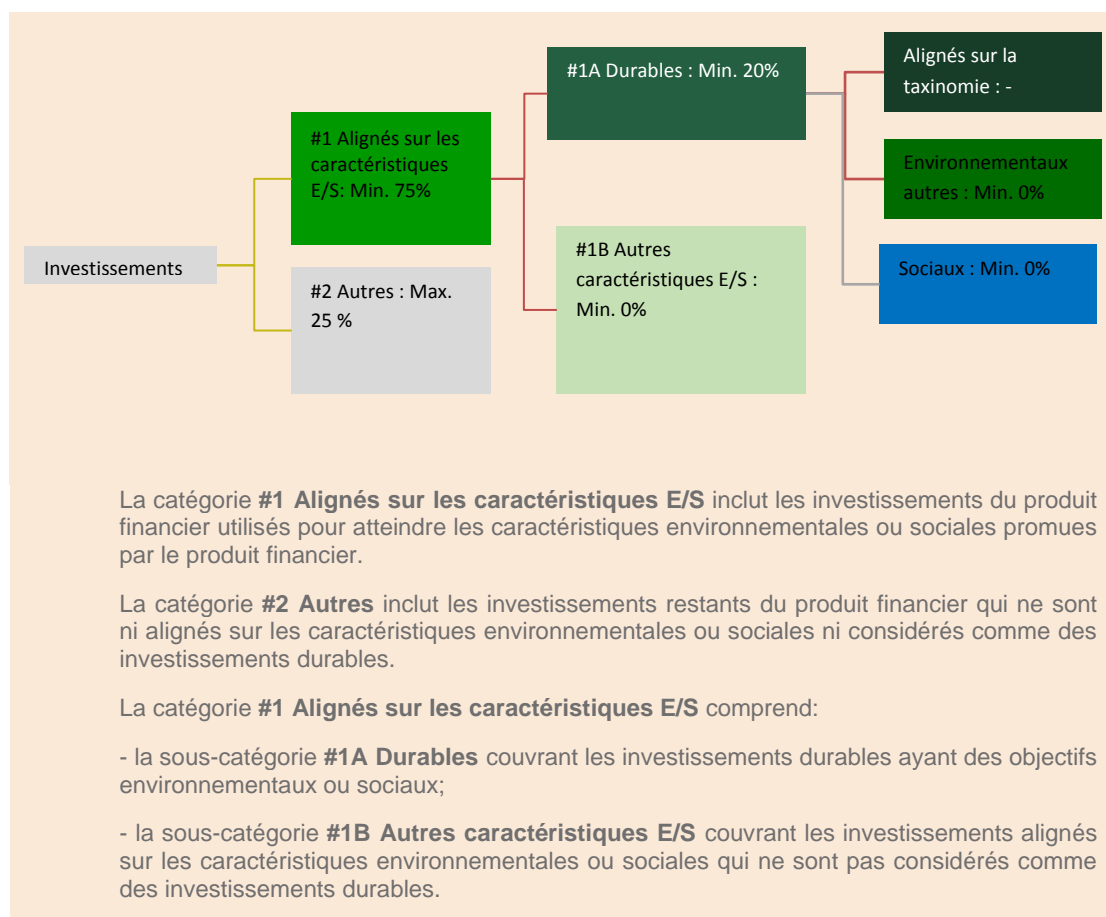 Investissements
#1 Alignés sur les
caractéristiques
E/S: Min. 75%
#2 Autres : Max.
25 %
#1A Durables : Min. 20%
#1B Autres
caractéristiques E/S :
Min. 0%
Alignés sur la
taxinomie : -
Environnementaux
autres : Min. 0%
Sociaux : Min. 0%
La catégorie #1 Alignés sur les caractéristiques E/S inclut les investissements du produit
financier utilisés pour atteindre les caractéristiques environnementales ou sociales promues
par le produit financier.
La catégorie #2 Autres inclut les investissements restants du produit financier qui ne sont
ni alignés sur les caractéristiques environnementales ou sociales ni considérés comme des
investissements durables.
La catégorie #1 Alignés sur les caractéristiques E/S comprend:
- la sous-catégorie #1A Durables couvrant les investissements durables ayant des objectifs
environnementaux ou sociaux;
- la sous-catégorie #1B Autres caractéristiques E/S couvrant les investissements alignés
sur les caractéristiques environnementales ou sociales qui ne sont pas considérés comme
des investissements durables.